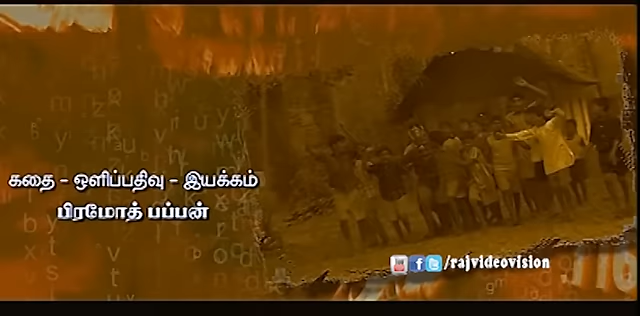 கதை - ஒளிப்பதிவு - இயக்கம்
பிரமோத் பப்பன்
/rajvideovision